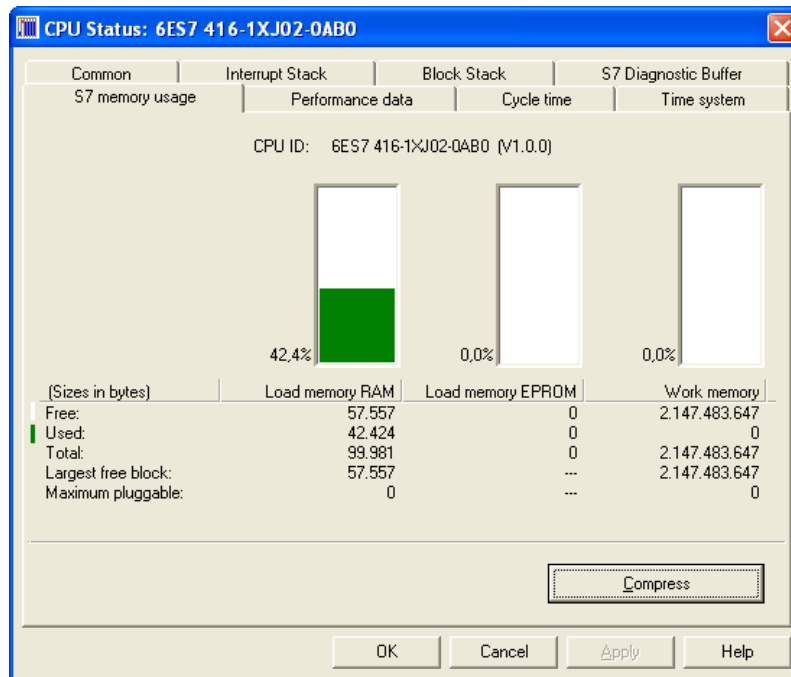 CPU Status: 6ES7 416-1XJ02-0AB0
Common Interrupt Stack Block Stack S7 Diagnostic Buffer
S7 memory usage Performance data Cycle time Time system
CPU ID: 6ES7 416-1XJ02-0AB0 (V1.0.0)
42,4% 0,0% 0,0%
(Sizes in bytes) Load memory RAM Load memory EPROM Work memory
Free: 57.557 0 2.147.483.647
Used: 42.424 0 0
Total: 99.981 0 2.147.483.647
Largest free block: 57.557 --- 2.147.483.647
Maximum pluggable: 0 --- 0
Compress
OK Cancel Apply Help